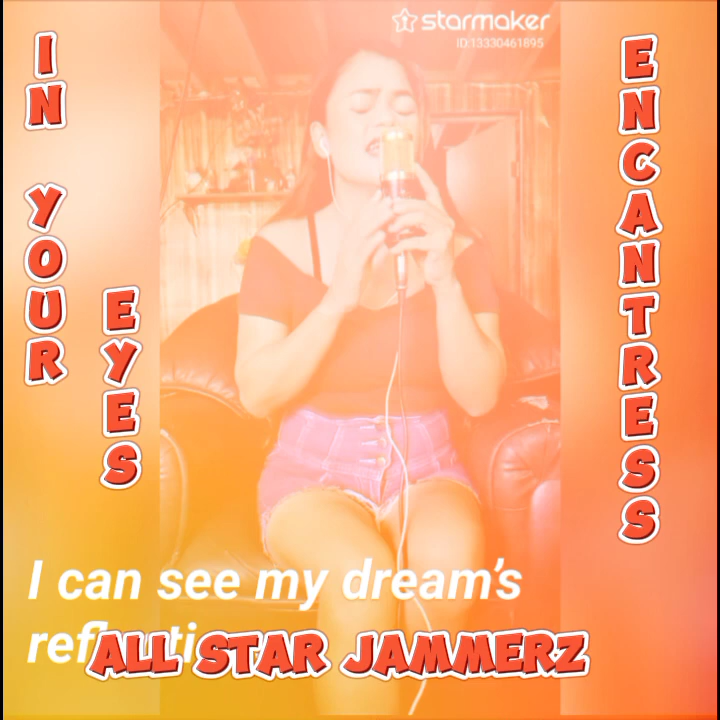 starmaker
ID:13330461895
IN YOUR
EYES
ENCANTRESS
I can see my dream's
ALL STAR JAMMERZ